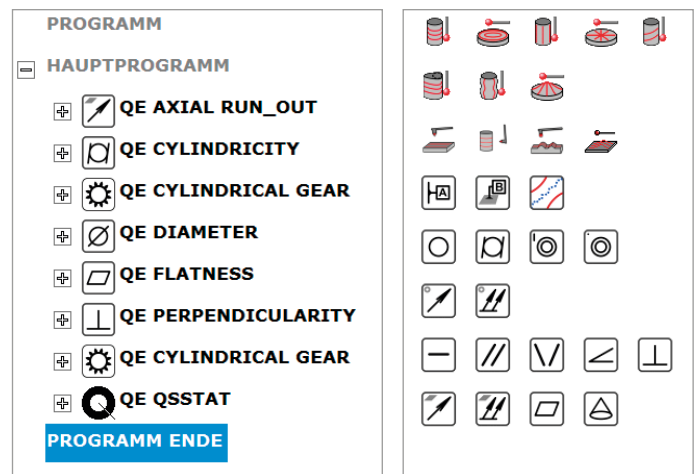 PROGRAMM
HAUPTPROGRAMM
QE AXIAL RUN_OUT
QE CYLINDRICITY
QE CYLINDRICAL GEAR
QE DIAMETER
QE FLATNESS
QE PERPENDICULARITY
QE CYLINDRICAL GEAR
QE QSSTAT
PROGRAMM ENDE
A B